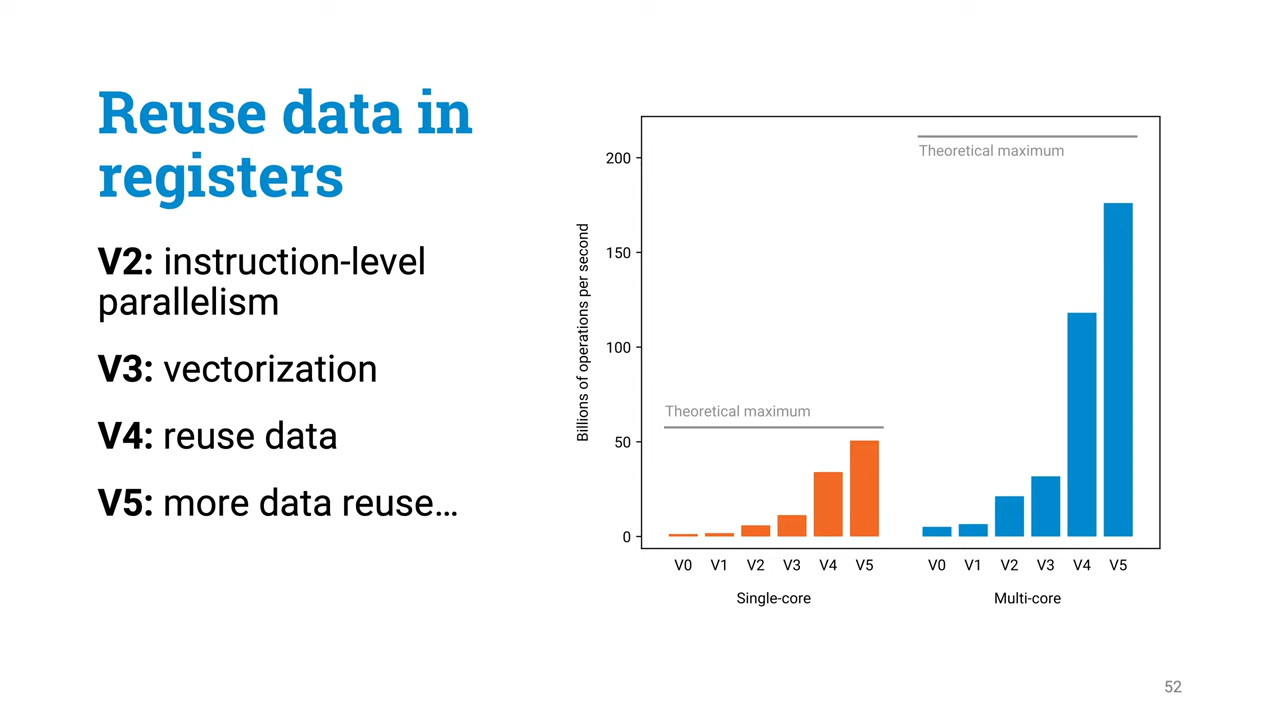 Reuse data in
registers
V2: instruction-level
parallelism
V3: vectorization
V4: reuse data
V5: more data reuse…
Billions of operations per second
200
150
100
50
0
Theoretical maximum
Theoretical maximum
V0 V1 V2 V3 V4 V5
V0 V1 V2 V3 V4 V5
Single-core
Multi-core
52